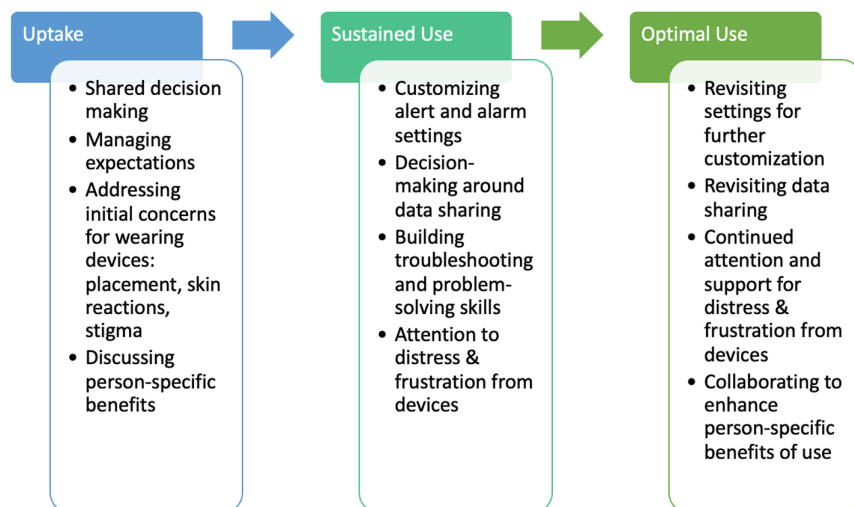 Uptake
• Shared decision
making
• Managing
expectations
• Addressing
initial concerns
for wearing
devices:
placement, skin
reactions,
stigma
• Discussing
person-specific
benefits
Sustained Use
• Customizing
alert and alarm
settings
• Decision-
making around
data sharing
• Building
troubleshooting
and problem-
solving skills
• Attention to
distress &
frustration from
devices
Optimal Use
• Revisiting
settings for
further
customization
• Revisiting data
sharing
• Continued
attention and
support for
distress &
frustration from
devices
• Collaborating to
enhance
person-specific
benefits of use